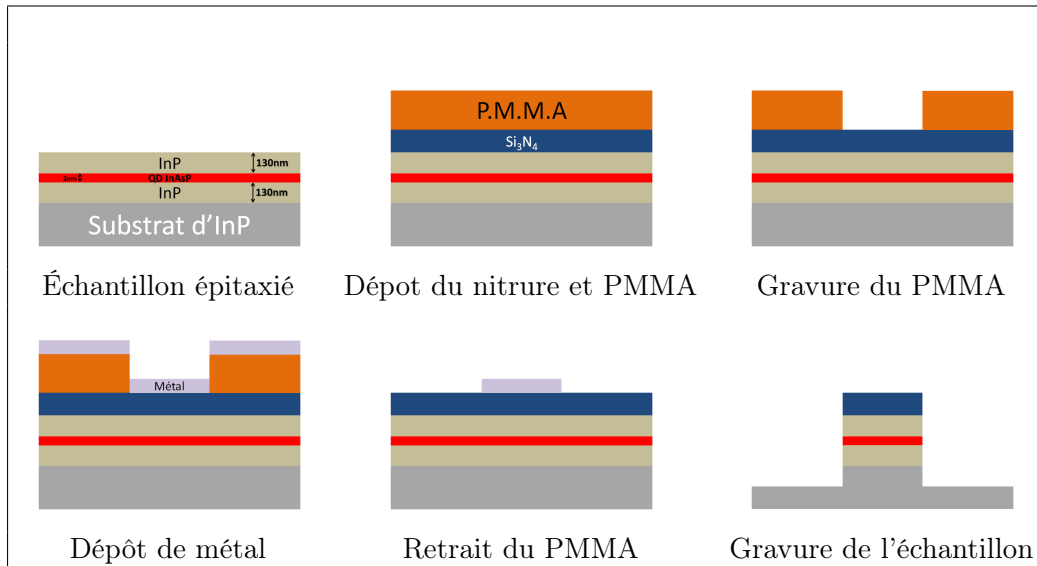 P.M.M.A
Si₃N₄
InP
130nm
QD InAsP
InP
130nm
Substrat d'InP
Échantillon épitaxié
Dépot du nitrure et PMMA
Gravure du PMMA
Métal
Dépôt de métal
Retrait du PMMA
Gravure de l'échantillon